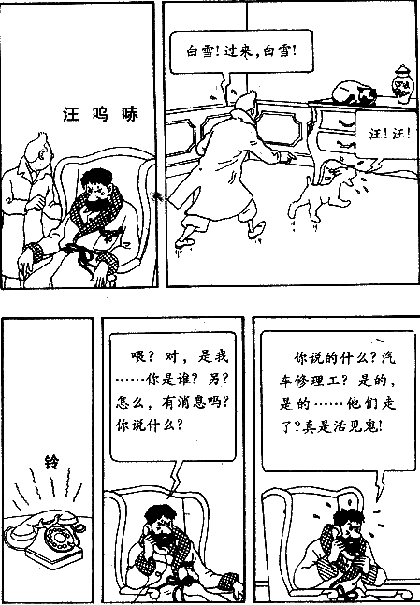 汪 呜 哧
白雪！过来，白雪！
汪！汪！
铃
喂？对，是我
……你是谁？另？
怎么，有消息吗？
你说什么？
你说的什么？汽
车修理工？是的，
是的……他们走
了？真是活见鬼！